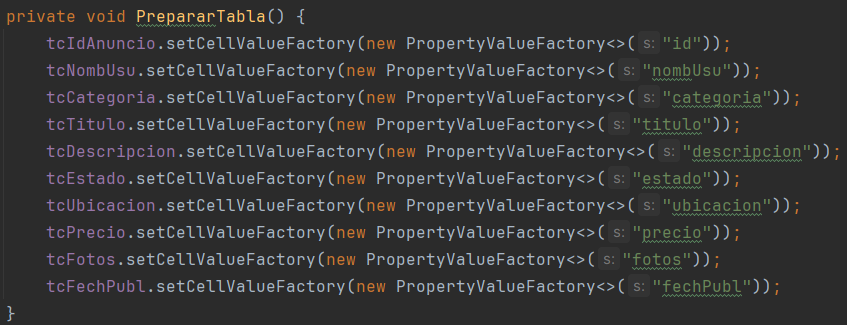 private void PrepararTabla() {
tcIdAnuncio.setCellValueFactory(new PropertyValueFactory<>( s: "id"));
tcNombUsu.setCellValueFactory(new PropertyValueFactory<>( s: "nombUsu"));
tcCategoria.setCellValueFactory(new PropertyValueFactory<>( s: "categoria"));
tcTitulo.setCellValueFactory(new PropertyValueFactory<>( s: "titulo"));
tcDescripcion.setCellValueFactory(new PropertyValueFactory<>( s: "descripcion"));
tcEstado.setCellValueFactory(new PropertyValueFactory<>( s: "estado"));
tcUbicacion.setCellValueFactory(new PropertyValueFactory<>( s: "ubicacion"));
tcPrecio.setCellValueFactory(new PropertyValueFactory<>( s: "precio"));
tcFotos.setCellValueFactory(new PropertyValueFactory<>( s: "fotos"));
tcFechPubl.setCellValueFactory(new PropertyValueFactory<>( s: "fechPubl"));
}